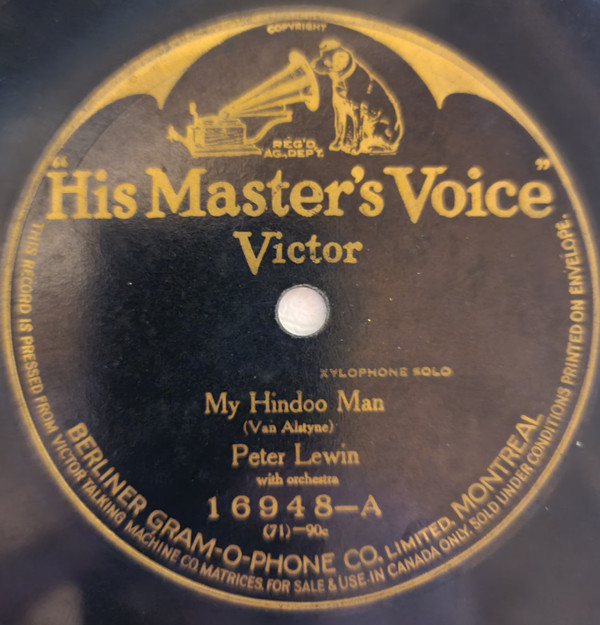 COPYRIGHT
REG'D.
AG. DEPT.
“His Master's Voice”
Victor
XYLOPHONE SOLO
My Hindoo Man
(Van Alstyne)
Peter Lewin
with orchestra
16948—A
(71)—90c
BERLINER GRAM-O-PHONE CO. LIMITED. MONTREAL
THIS RECORD IS PRESSED FROM VICTOR TALKING MACHINE CO MATRICES. FOR SALE & USE IN CANADA ONLY. SOLD UNDER CONDITIONS PRINTED ON ENVELOPE.